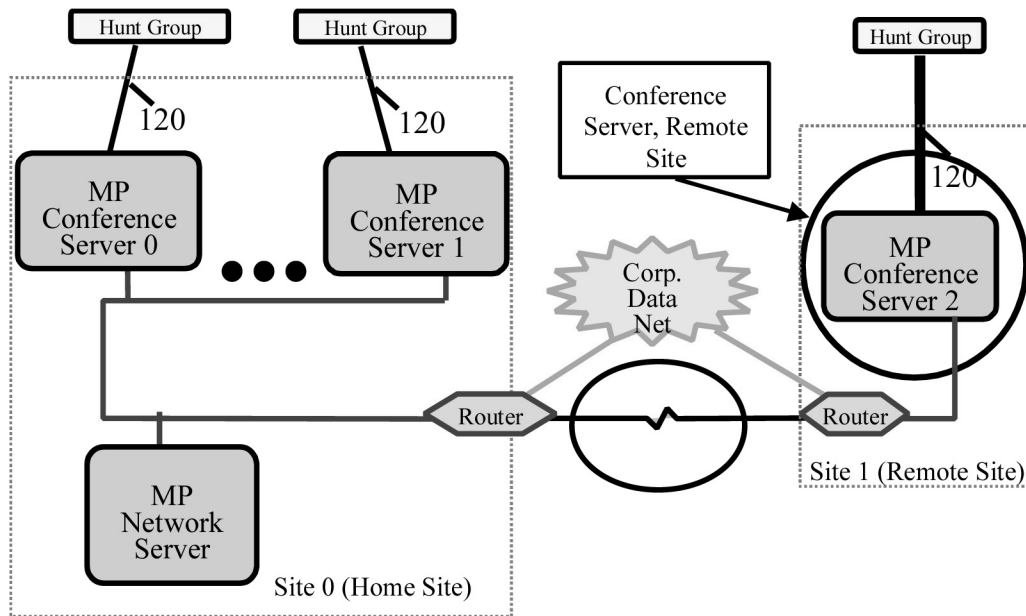 Hunt Group
Hunt Group
Hunt Group
120
120
120
Conference
Server, Remote
Site
MP
Conference
Server 0
MP
Conference
Server 1
MP
Conference
Server 2
Corp.
Data
Net
Router
Router
MP
Network
Server
Site 0 (Home Site)
Site 1 (Remote Site)